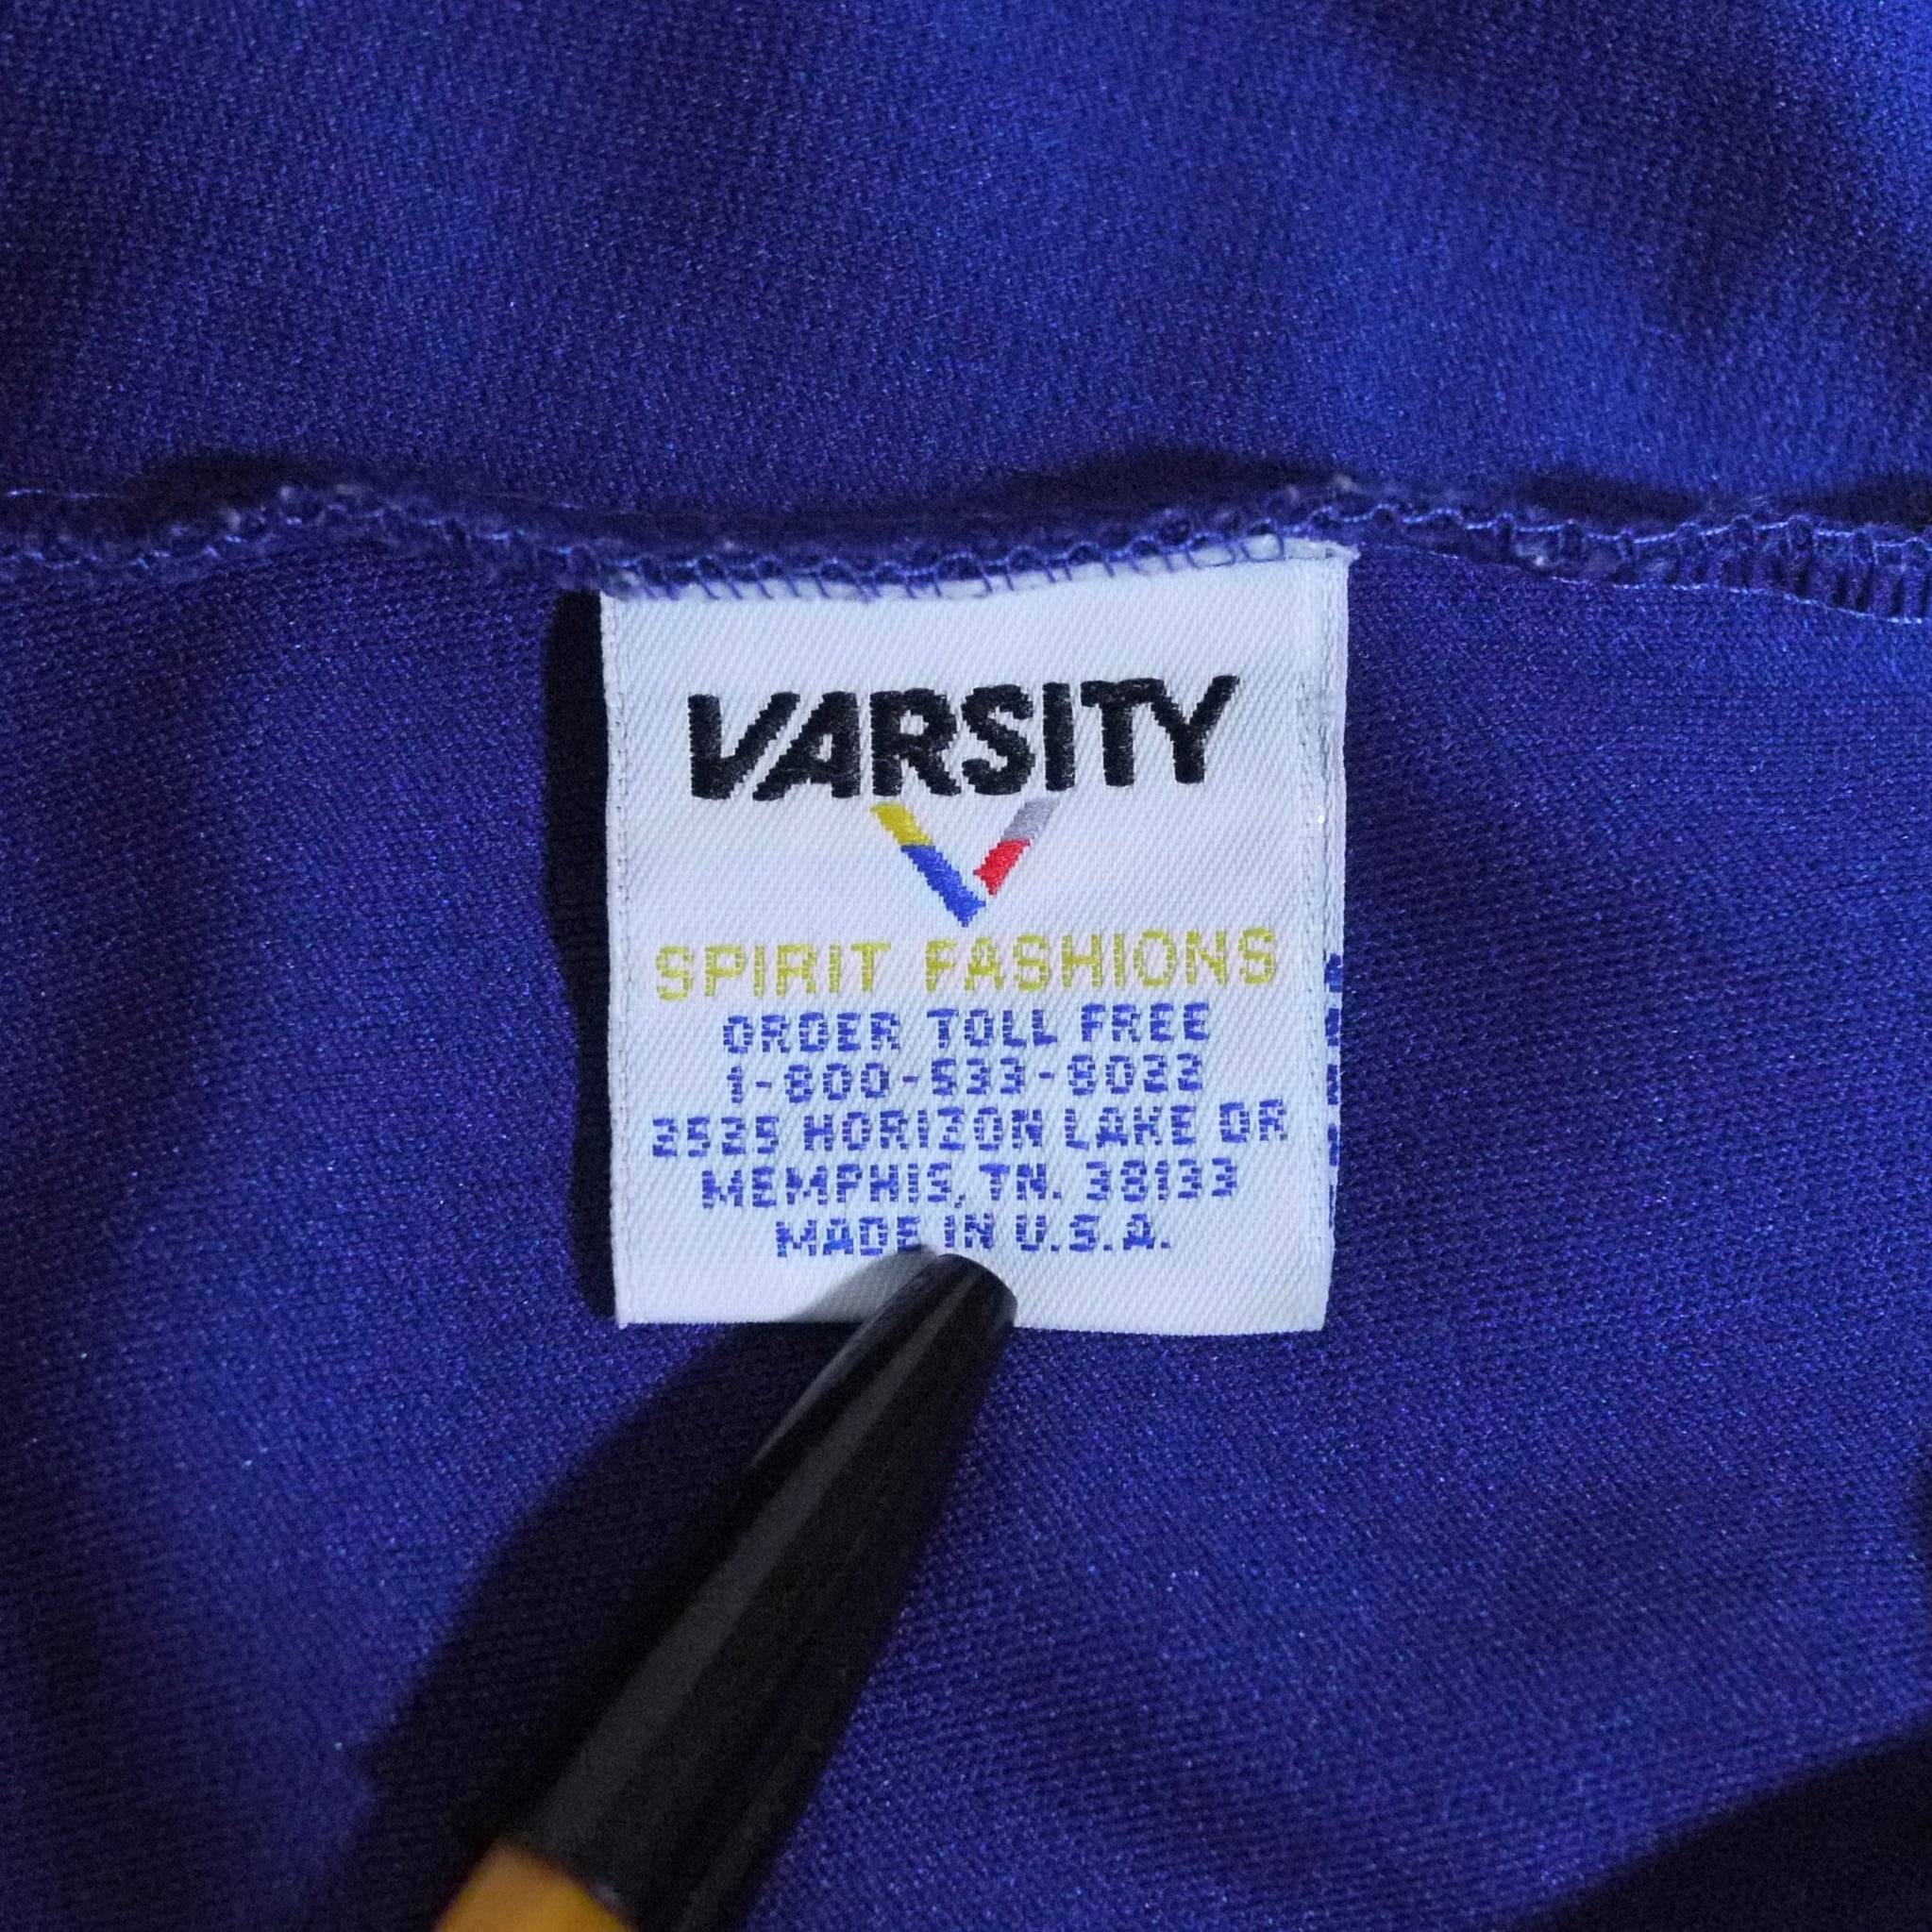 VARSITY
SPIRIT FASHIONS
ORDER TOLL FREE
1-800-533-8022
2525 HORIZON LAKE DR
MEMPHIS, TN. 38133
MADE IN U.S.A.